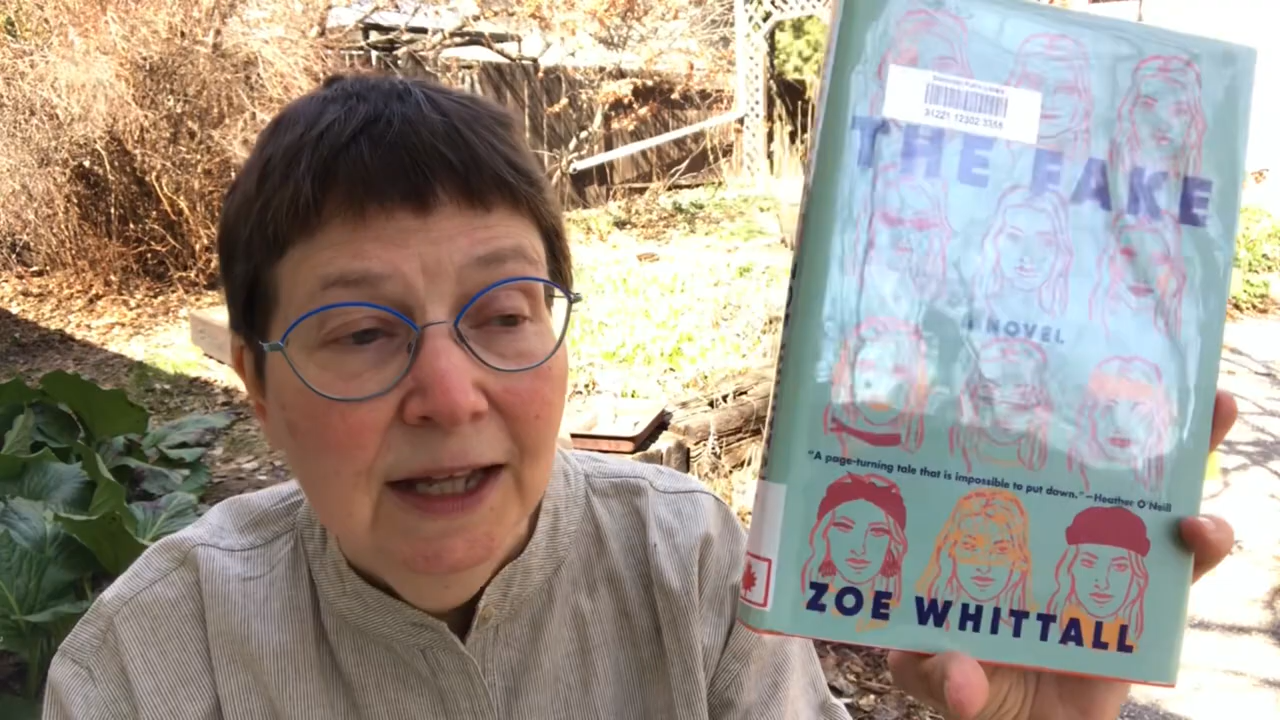 THE FAKE
A NOVEL
"A page-turning tale that is impossible to put down." —Heather O'Neill
ZOE WHITTALL